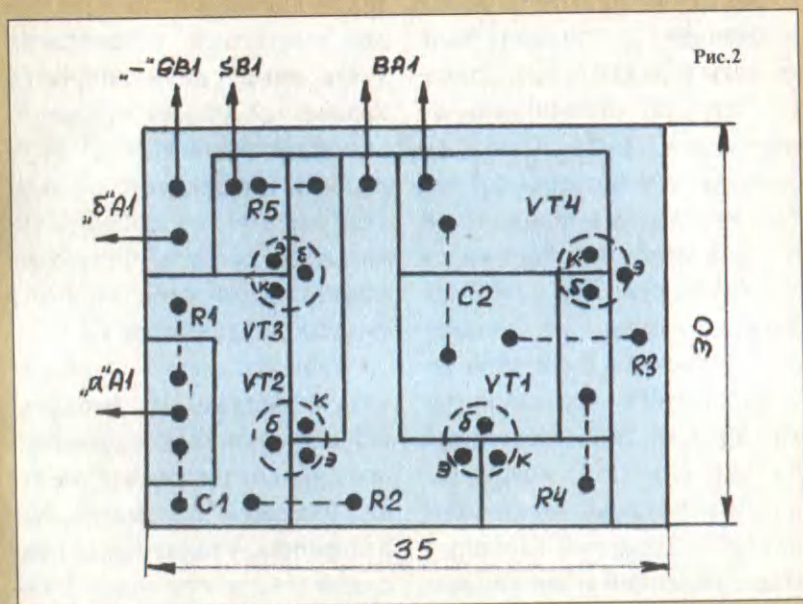 Рис.2
„–“GB1 SB1 BA1
„б“A1
R5 VT4
э б к э
к б
R1 C2
VT3
R3 30
„а“A1 VT2 VT1
к б
б э э к
C1 R2 R4
35